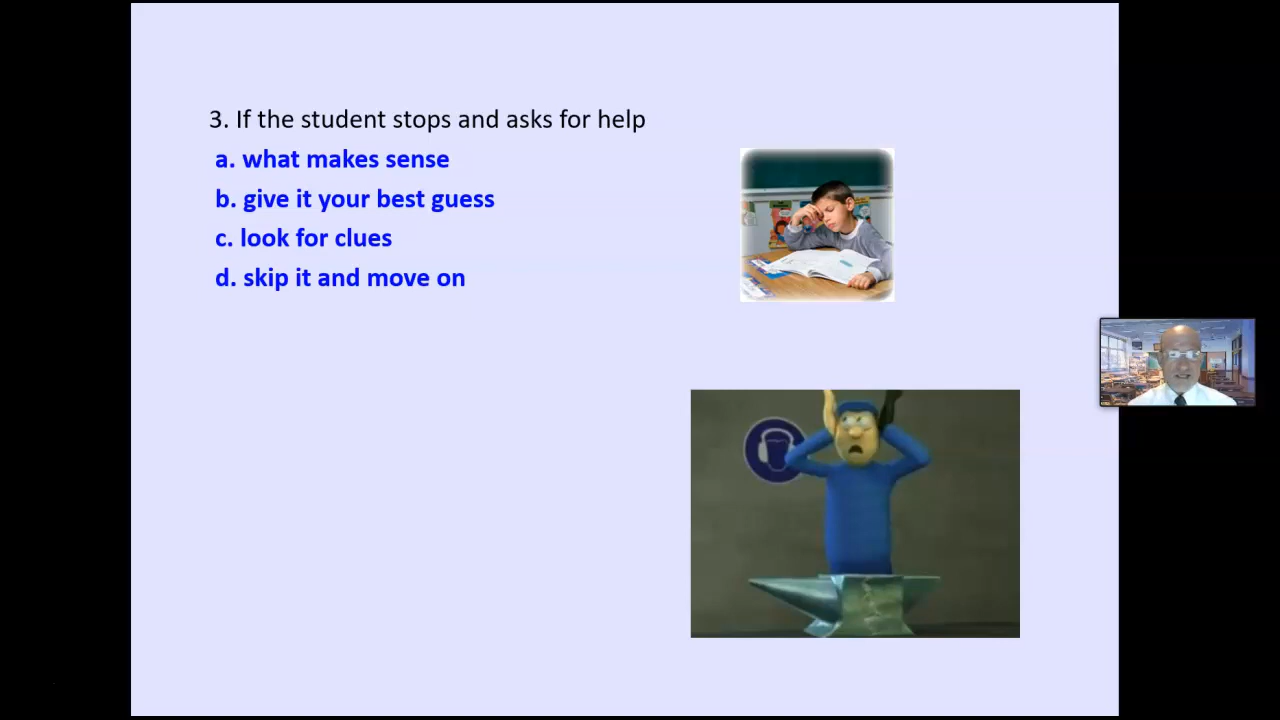 3. If the student stops and asks for help
a. what makes sense
b. give it your best guess
c. look for clues
d. skip it and move on